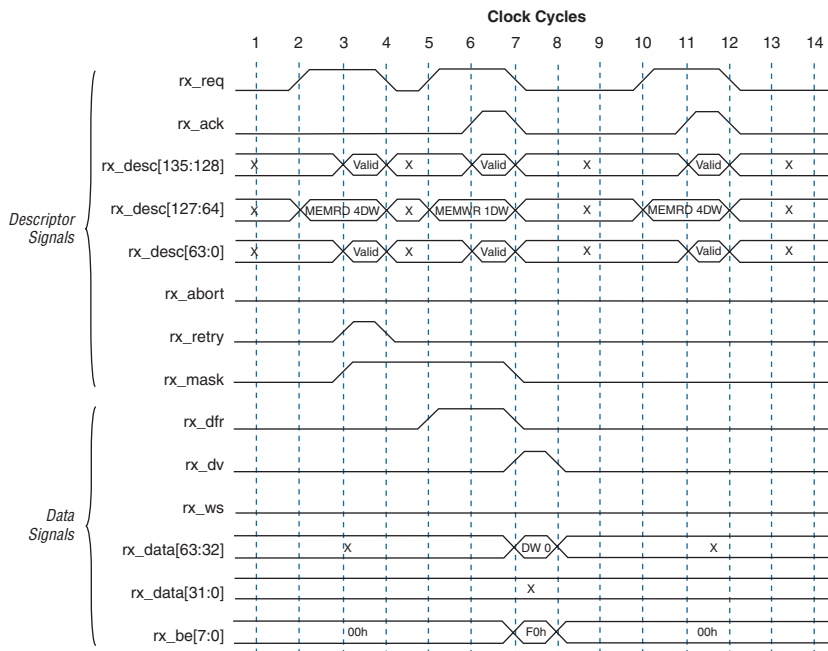 Clock Cycles
1 2 3 4 5 6 7 8 9 10 11 12 13 14
rx_req
rx_ack
rx_desc[135:128] X Valid X Valid X Valid X
rx_desc[127:64] X MEMRD 4DW X MEMWR 1DW X MEMRD 4DW X
rx_desc[63:0] X Valid X Valid X Valid X
rx_abort
rx_retry
rx_mask
Descriptor
Signals
rx_dfr
rx_dv
rx_ws
rx_data[63:32] X DW 0 X
rx_data[31:0] X
rx_be[7:0] 00h F0h 00h
Data
Signals